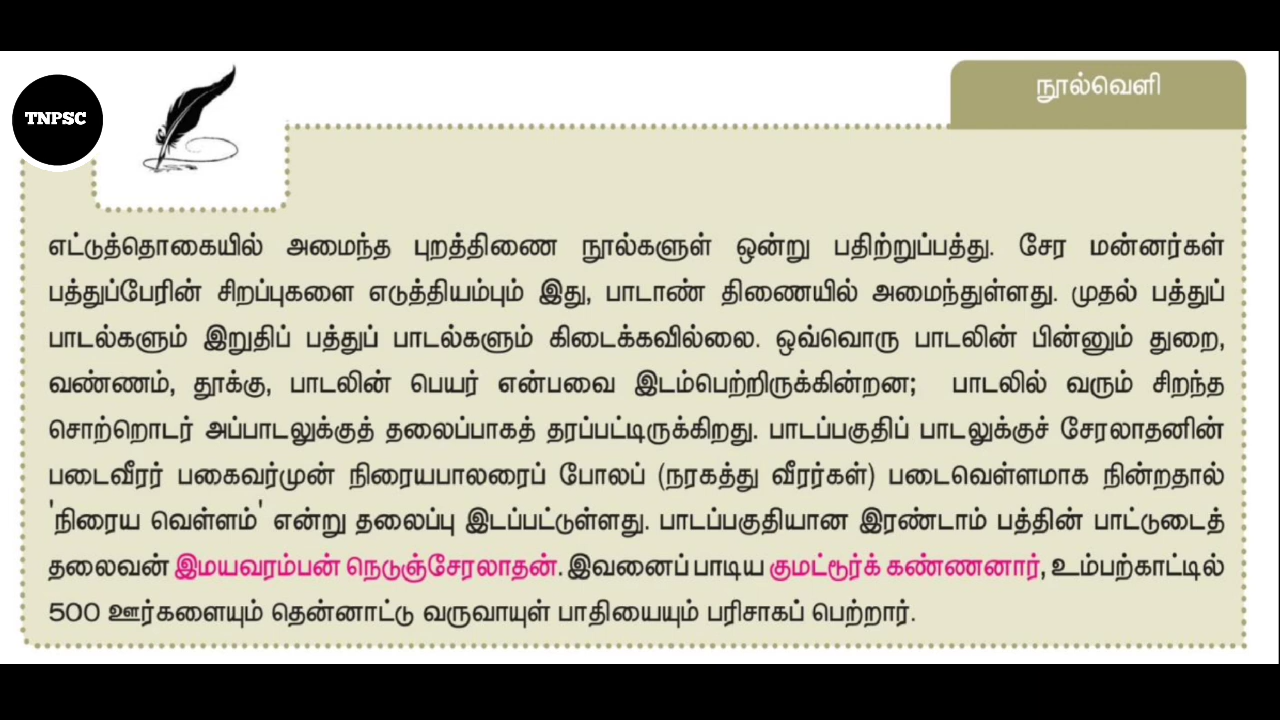 TNPSC
நூல்வெளி
எட்டுத்தொகையில் அமைந்த புறத்திணை நூல்களுள் ஒன்று பதிற்றுப்பத்து. சேர மன்னர்கள்
பத்துப்பேரின் சிறப்புகளை எடுத்தியம்பும் இது, பாடாண் திணையில் அமைந்துள்ளது. முதல் பத்துப்
பாடல்களும் இறுதிப் பத்துப் பாடல்களும் கிடைக்கவில்லை. ஒவ்வொரு பாடலின் பின்னும் துறை,
வண்ணம், தூக்கு, பாடலின் பெயர் என்பவை இடம்பெற்றிருக்கின்றன; பாடலில் வரும் சிறந்த
சொற்றொடர் அப்பாடலுக்குத் தலைப்பாகத் தரப்பட்டிருக்கிறது. பாடப்பகுதிப் பாடலுக்குச் சேரலாதனின்
படைவீரர் பகைவர்முன் நிரையபாலரைப் போலப் (நரகத்து வீரர்கள்) படைவெள்ளமாக நின்றதால்
'நிரைய வெள்ளம்' என்று தலைப்பு இடப்பட்டுள்ளது. பாடப்பகுதியான இரண்டாம் பத்தின் பாட்டுடைத்
தலைவன் இமயவரம்பன் நெடுஞ்சேரலாதன். இவனைப் பாடிய குமட்டூர்க் கண்ணனார், உம்பற்காட்டில்
500 ஊர்களையும் தென்னாட்டு வருவாயுள் பாதியையும் பரிசாகப் பெற்றார்.